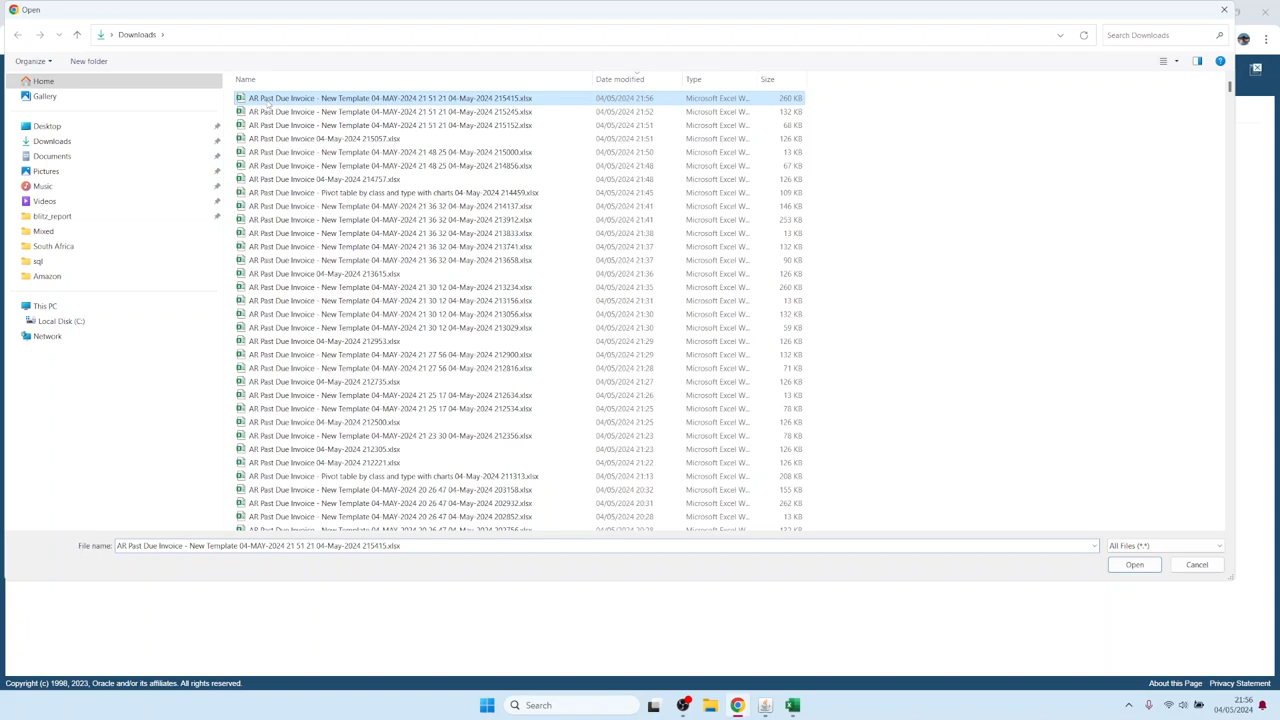 Open
Downloads
Search Downloads
Organize
New folder
Home
Gallery
Desktop
Downloads
Documents
Pictures
Music
Videos
blitz_report
Mixed
South Africa
sql
Amazon
This PC
Local Disk (C:)
Network
Name Date modified Type Size
AR Past Due Invoice - New Template 04-MAY-2024 21 51 21 04-May-2024 215415.xlsx 04/05/2024 21:56 Microsoft Excel W... 260 KB
AR Past Due Invoice - New Template 04-MAY-2024 21 51 21 04-May-2024 215245.xlsx 04/05/2024 21:52 Microsoft Excel W... 132 KB
AR Past Due Invoice - New Template 04-MAY-2024 21 51 21 04-May-2024 215152.xlsx 04/05/2024 21:51 Microsoft Excel W... 68 KB
AR Past Due Invoice 04-May-2024 215057.xlsx 04/05/2024 21:51 Microsoft Excel W... 126 KB
AR Past Due Invoice - New Template 04-MAY-2024 21 48 25 04-May-2024 215000.xlsx 04/05/2024 21:50 Microsoft Excel W... 13 KB
AR Past Due Invoice - New Template 04-MAY-2024 21 48 25 04-May-2024 214856.xlsx 04/05/2024 21:48 Microsoft Excel W... 67 KB
AR Past Due Invoice 04-May-2024 214757.xlsx 04/05/2024 21:48 Microsoft Excel W... 126 KB
AR Past Due Invoice - Pivot table by class and type with charts 04-May-2024 214459.xlsx 04/05/2024 21:45 Microsoft Excel W... 109 KB
AR Past Due Invoice - New Template 04-MAY-2024 21 36 32 04-May-2024 214137.xlsx 04/05/2024 21:41 Microsoft Excel W... 146 KB
AR Past Due Invoice - New Template 04-MAY-2024 21 36 32 04-May-2024 213912.xlsx 04/05/2024 21:41 Microsoft Excel W... 253 KB
AR Past Due Invoice - New Template 04-MAY-2024 21 36 32 04-May-2024 213833.xlsx 04/05/2024 21:38 Microsoft Excel W... 13 KB
AR Past Due Invoice - New Template 04-MAY-2024 21 36 32 04-May-2024 213741.xlsx 04/05/2024 21:37 Microsoft Excel W... 132 KB
AR Past Due Invoice - New Template 04-MAY-2024 21 36 32 04-May-2024 213658.xlsx 04/05/2024 21:37 Microsoft Excel W... 90 KB
AR Past Due Invoice 04-May-2024 213615.xlsx 04/05/2024 21:36 Microsoft Excel W... 126 KB
AR Past Due Invoice - New Template 04-MAY-2024 21 30 12 04-May-2024 213234.xlsx 04/05/2024 21:35 Microsoft Excel W... 260 KB
AR Past Due Invoice - New Template 04-MAY-2024 21 30 12 04-May-2024 213156.xlsx 04/05/2024 21:31 Microsoft Excel W... 13 KB
AR Past Due Invoice - New Template 04-MAY-2024 21 30 12 04-May-2024 213056.xlsx 04/05/2024 21:30 Microsoft Excel W... 132 KB
AR Past Due Invoice - New Template 04-MAY-2024 21 30 12 04-May-2024 213029.xlsx 04/05/2024 21:30 Microsoft Excel W... 59 KB
AR Past Due Invoice 04-May-2024 212953.xlsx 04/05/2024 21:29 Microsoft Excel W... 126 KB
AR Past Due Invoice - New Template 04-MAY-2024 21 27 56 04-May-2024 212900.xlsx 04/05/2024 21:29 Microsoft Excel W... 132 KB
AR Past Due Invoice - New Template 04-MAY-2024 21 27 56 04-May-2024 212816.xlsx 04/05/2024 21:28 Microsoft Excel W... 71 KB
AR Past Due Invoice 04-May-2024 212735.xlsx 04/05/2024 21:27 Microsoft Excel W... 126 KB
AR Past Due Invoice - New Template 04-MAY-2024 21 25 17 04-May-2024 212634.xlsx 04/05/2024 21:26 Microsoft Excel W... 13 KB
AR Past Due Invoice - New Template 04-MAY-2024 21 25 17 04-May-2024 212534.xlsx 04/05/2024 21:25 Microsoft Excel W... 78 KB
AR Past Due Invoice 04-May-2024 212500.xlsx 04/05/2024 21:25 Microsoft Excel W... 126 KB
AR Past Due Invoice - New Template 04-MAY-2024 21 23 30 04-May-2024 212356.xlsx 04/05/2024 21:23 Microsoft Excel W... 78 KB
AR Past Due Invoice 04-May-2024 212305.xlsx 04/05/2024 21:23 Microsoft Excel W... 126 KB
AR Past Due Invoice 04-May-2024 212221.xlsx 04/05/2024 21:22 Microsoft Excel W... 126 KB
AR Past Due Invoice - Pivot table by class and type with charts 04-May-2024 211313.xlsx 04/05/2024 21:13 Microsoft Excel W... 208 KB
AR Past Due Invoice - New Template 04-MAY-2024 20 26 47 04-May-2024 203158.xlsx 04/05/2024 20:32 Microsoft Excel W... 155 KB
AR Past Due Invoice - New Template 04-MAY-2024 20 26 47 04-May-2024 202932.xlsx 04/05/2024 20:31 Microsoft Excel W... 262 KB
AR Past Due Invoice - New Template 04-MAY-2024 20 26 47 04-May-2024 202852.xlsx 04/05/2024 20:28 Microsoft Excel W... 13 KB
AR Past Due Invoice - New Template 04-MAY-2024 20 26 47 04-May-2024 202756.xlsx 04/05/2024 20:28 Microsoft Excel W... 132 KB
File name: AR Past Due Invoice - New Template 04-MAY-2024 21 51 21 04-May-2024 215415.xlsx All Files (*.*)
Open Cancel
Copyright (c) 1998, 2023, Oracle and/or its affiliates. All rights reserved. About this Page Privacy Statement
Search
21:56
04/05/2024